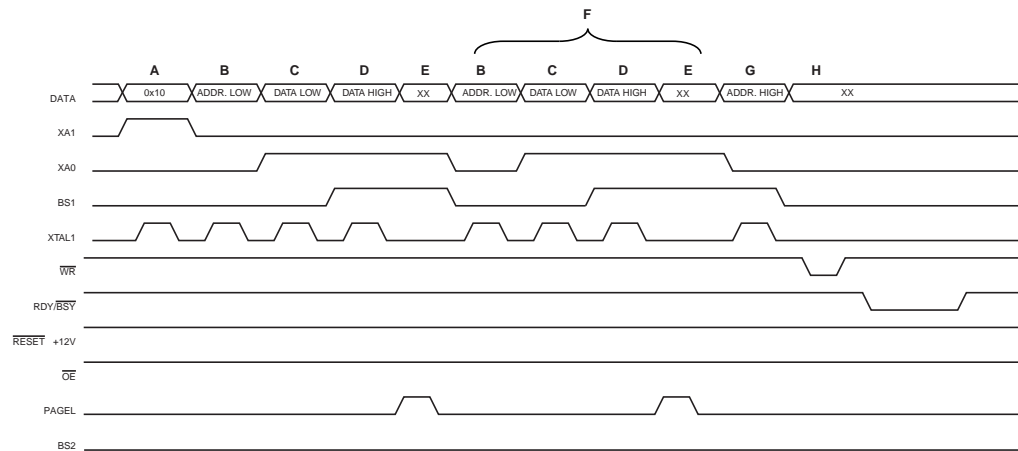 F
A B C D E B C D E G H
DATA 0x10 ADDR. LOW DATA LOW DATA HIGH XX ADDR. LOW DATA LOW DATA HIGH XX ADDR. HIGH XX
XA1
XA0
BS1
XTAL1
WR
RDY/BSY
RESET +12V
OE
PAGEL
BS2